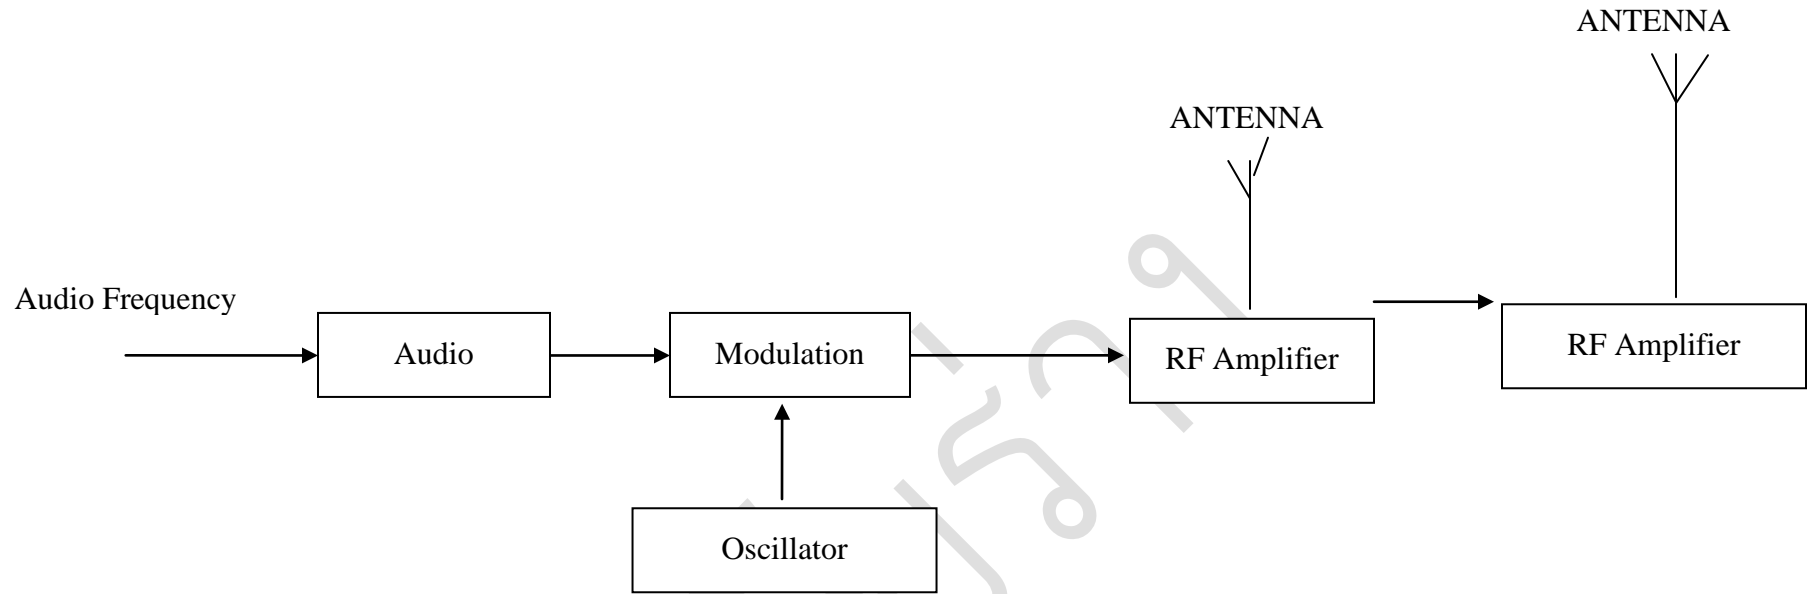 ANTENNA
ANTENNA
Audio Frequency
Audio
Modulation
RF Amplifier
RF Amplifier
Oscillator